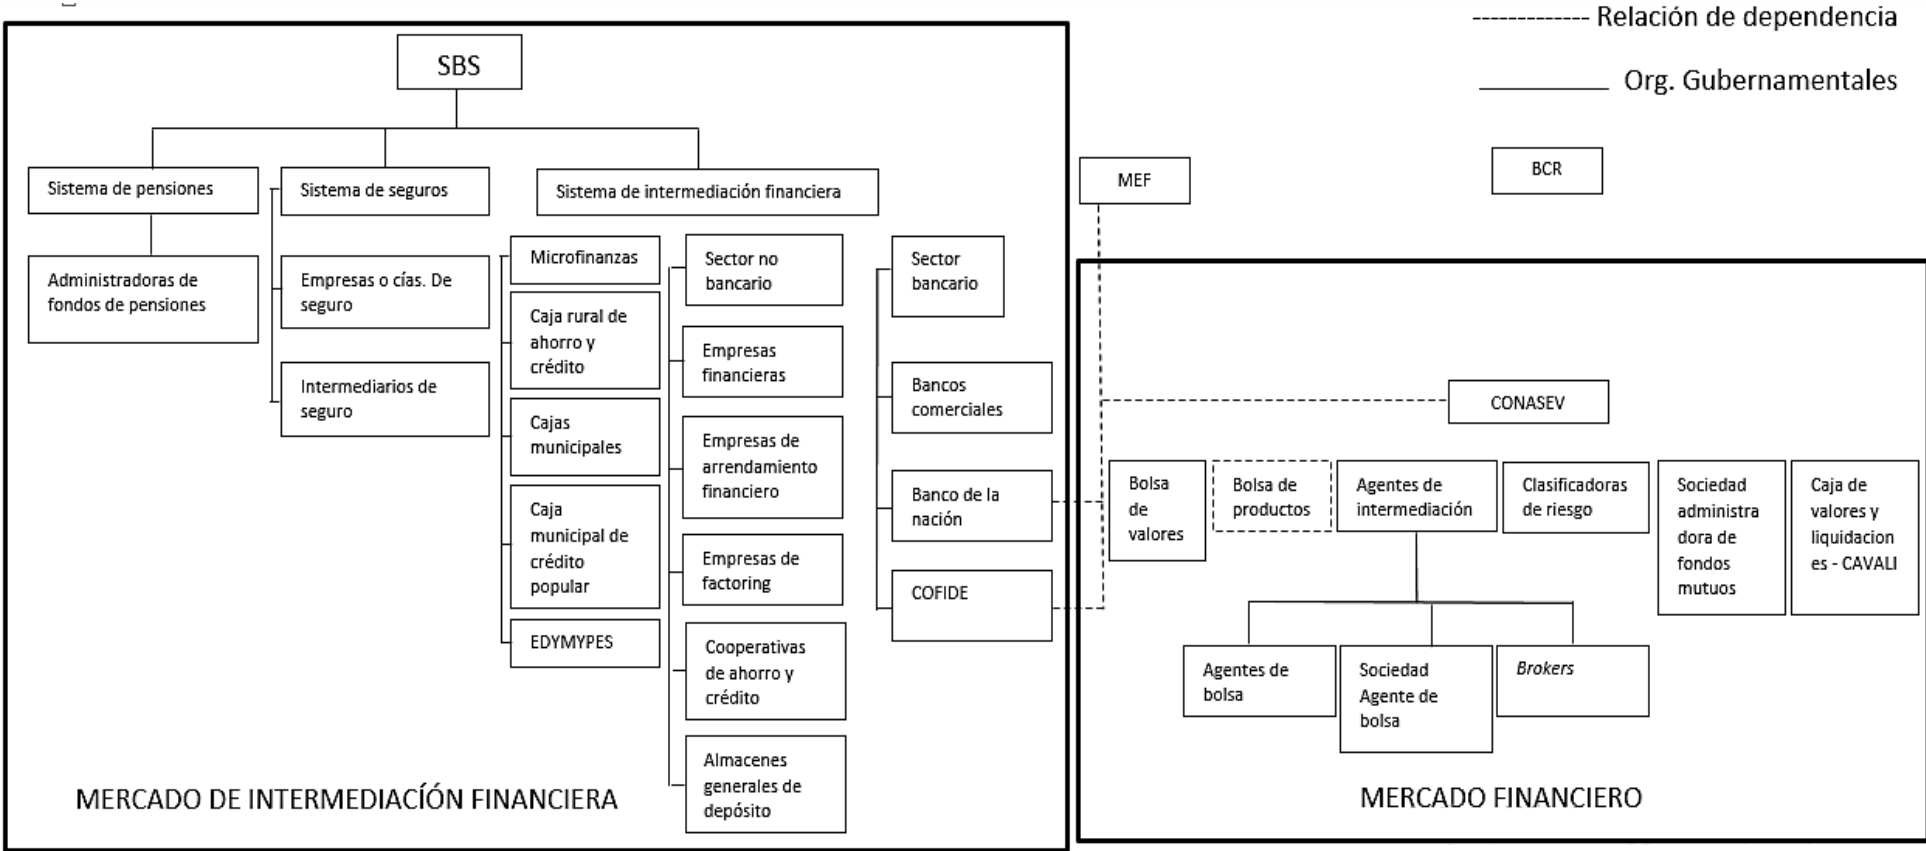 Relación de dependencia
Org. Gubernamentales
SBS
Sistema de pensiones
Administradoras de
fondos de pensiones
Sistema de seguros
Empresas o cías. De
seguro
Intermediarios de
seguro
Sistema de intermediación financiera
Microfinanzas
Caja rural de
ahorro y
crédito
Cajas
municipales
Caja
municipal de
crédito
popular
EDYMYPES
Sector no
bancario
Empresas
financieras
Empresas de
arrendamiento
financiero
Empresas de
factoring
Cooperativas
de ahorro y
crédito
Almacenes
generales de
depósito
Sector
bancario
Bancos
comerciales
Banco de la
nación
COFIDE
MERCADO DE INTERMEDIACÍÓN FINANCIERA
MEF
BCR
CONASEV
Bolsa
de
valores
Bolsa de
productos
Agentes de
intermediación
Clasificadoras
de riesgo
Sociedad
administra
dora de
fondos
mutuos
Caja de
valores y
liquidacion
es - CAVALI
Agentes de
bolsa
Sociedad
Agente de
bolsa
Brokers
MERCADO FINANCIERO